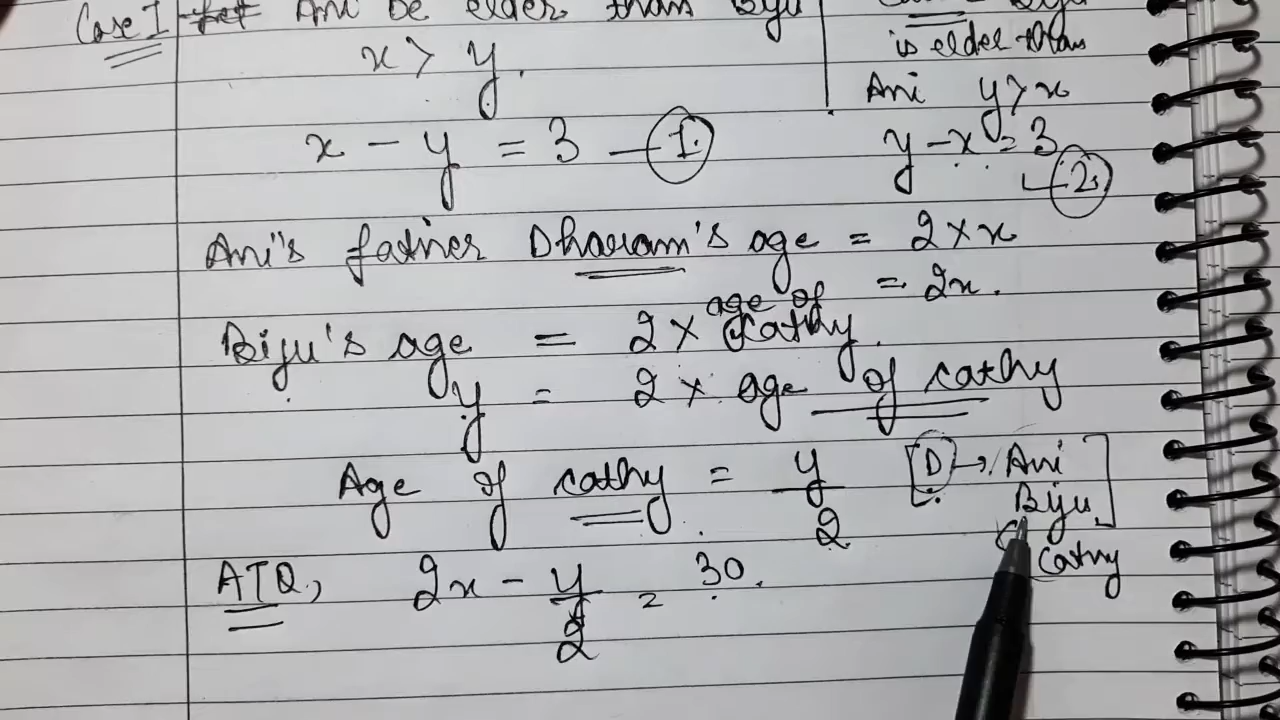 Case I Ani be elder than Biju
x > y.
x - y = 3 — 1.
Biju
is elder than
Ani y > x
y - x = 3
2.
Ani's father Dharam's age = 2 × x
= 2x.
Biju's age = 2 × age of Cathy.
y = 2 × age of cathy
Age of cathy = y/2
D → Ani
Biju
Cathy
ATQ, 2x - y/2 = 30.